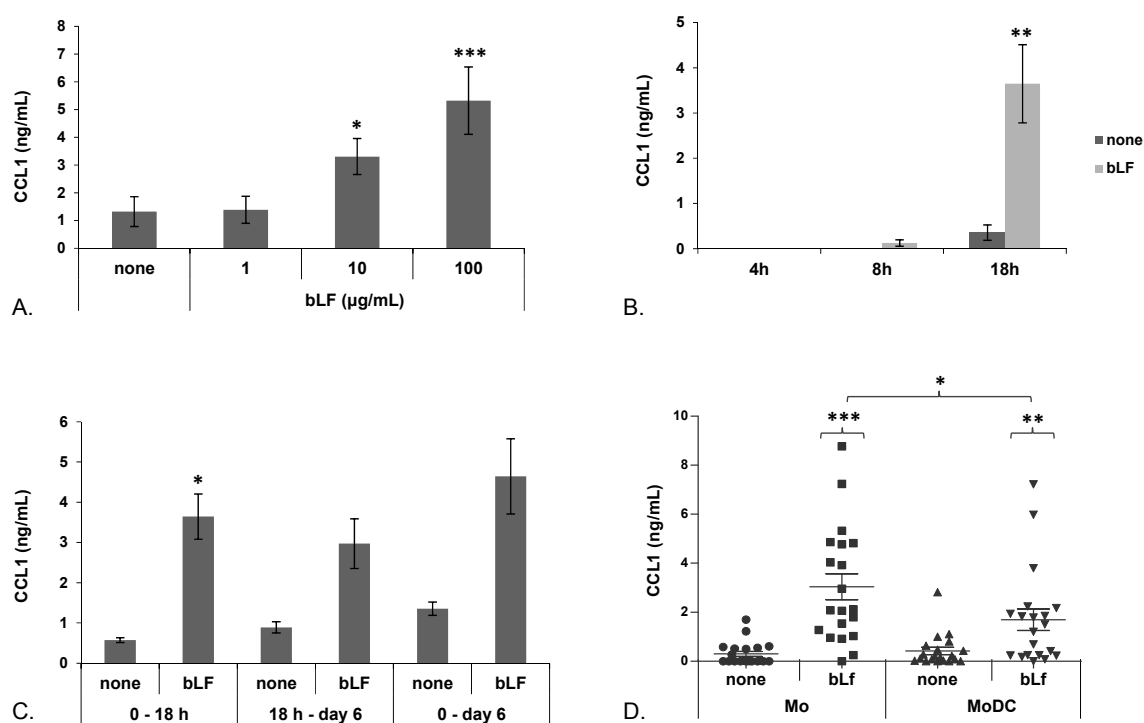 8
7
6
5
4
3
2
1
0
CCL1 (ng/mL)
*
***
none 1 10 100
bLF (µg/mL)
A.
5
4
3
2
1
0
CCL1 (ng/mL)
**
4h 8h 18h
none
bLF
B.
6
5
4
3
2
1
0
CCL1 (ng/mL)
*
none bLF none bLF none bLF
0 - 18 h 18 h - day 6 0 - day 6
C.
10
8
6
4
2
0
CCL1 (ng/mL)
*
*** **
none bLf none bLf
Mo MoDC
D.